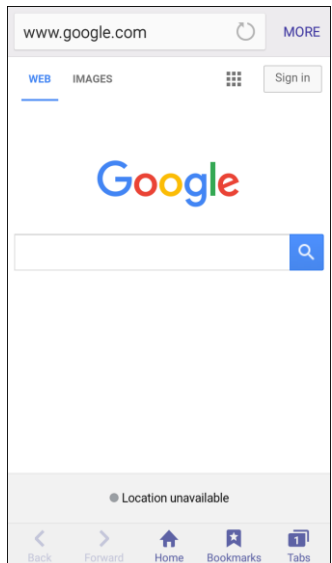 www.google.com MORE
WEB IMAGES Sign in
Google
Location unavailable
1
Back Forward Home Bookmarks Tabs